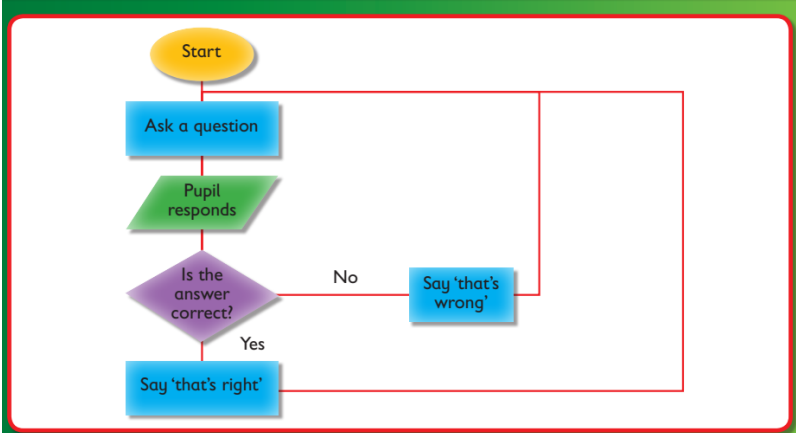 Start
Ask a question
Pupil
responds
Is the
answer
correct?
No
Say ‘that’s
wrong’
Yes
Say ‘that’s right’